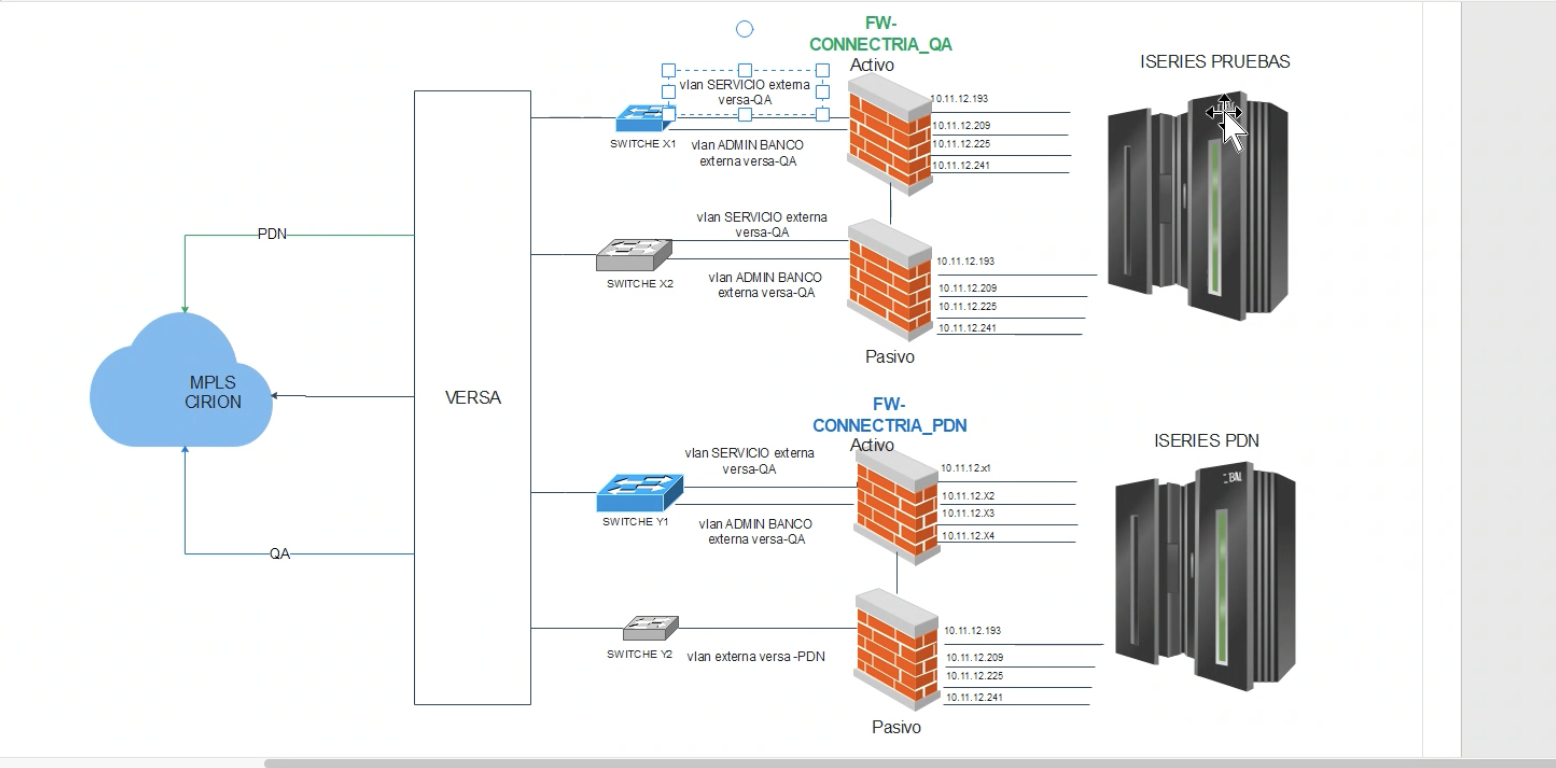 FW-
CONNECTRIA_QA
Activo
ISERIES PRUEBAS
vlan SERVICIO externa
versa-QA
SWITCHE X1
vlan ADMIN BANCO
externa versa-QA
10.11.12.193
10.11.12.209
10.11.12.225
10.11.12.241
vlan SERVICIO externa
versa-QA
SWITCHE X2
vlan ADMIN BANCO
externa versa-QA
10.11.12.193
10.11.12.209
10.11.12.225
10.11.12.241
Pasivo
PDN
MPLS
CIRION
VERSA
QA
FW-
CONNECTRIA_PDN
Activo
ISERIES PDN
vlan SERVICIO externa
versa-QA
SWITCHE Y1
vlan ADMIN BANCO
externa versa-QA
10.11.12.x1
10.11.12.X2
10.11.12.X3
10.11.12.X4
SWITCHE Y2
vlan externa versa -PDN
10.11.12.193
10.11.12.209
10.11.12.225
10.11.12.241
Pasivo